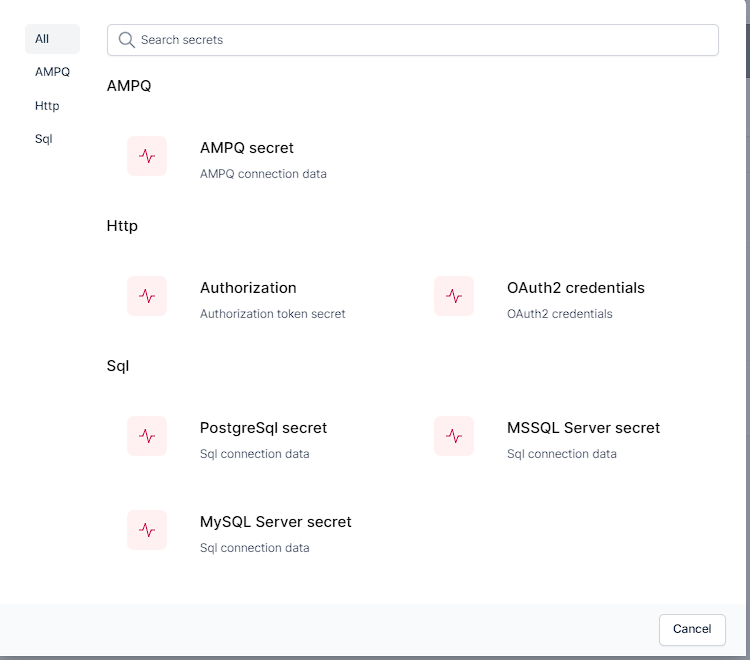 All
AMPQ
Http
Sql
Search secrets
AMPQ
AMPQ secret
AMPQ connection data
Http
Authorization
Authorization token secret
OAuth2 credentials
OAuth2 credentials
Sql
PostgreSql secret
Sql connection data
MSSQL Server secret
Sql connection data
MySQL Server secret
Sql connection data
Cancel